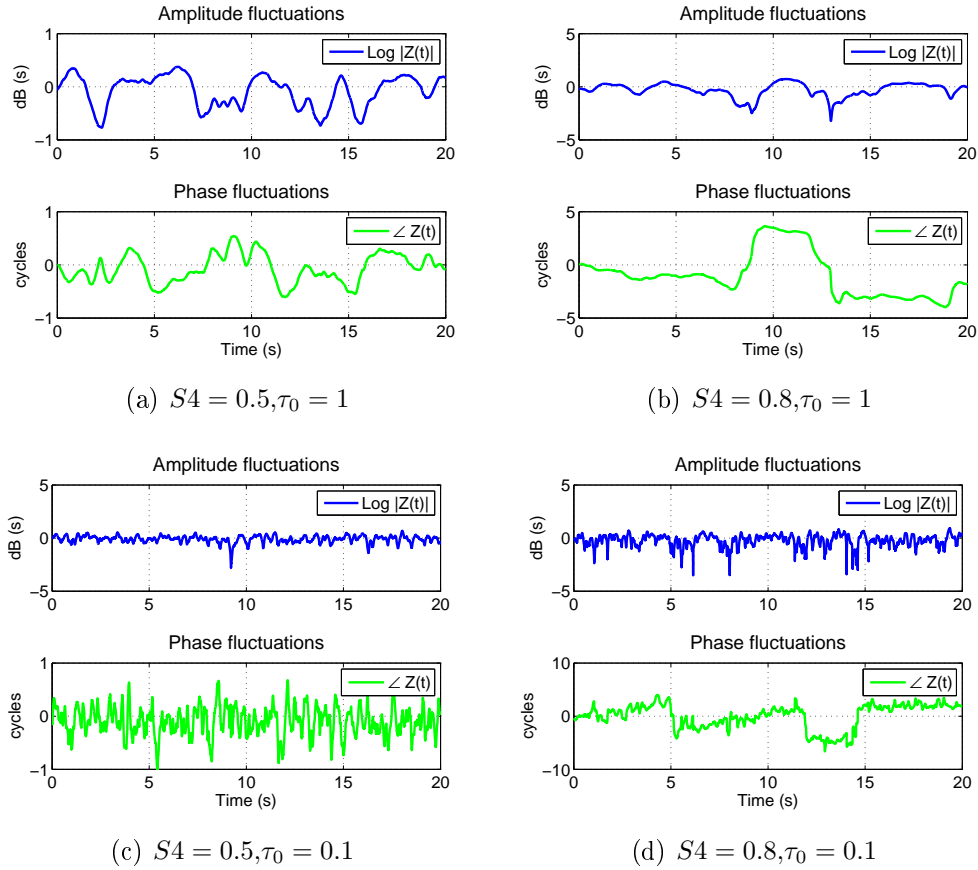 Amplitude fluctuations
1
0
−1
dB (s)
Log |Z(t)|
0 5 10 15 20
Phase fluctuations
1
0
−1
cycles
∠ Z(t)
0 5 10 15 20
Time (s)
(a) S4 = 0.5,τ₀ = 1
Amplitude fluctuations
5
0
−5
dB (s)
Log |Z(t)|
0 5 10 15 20
Phase fluctuations
5
0
−5
cycles
∠ Z(t)
0 5 10 15 20
Time (s)
(b) S4 = 0.8,τ₀ = 1
Amplitude fluctuations
5
0
−5
dB (s)
Log |Z(t)|
0 5 10 15 20
Phase fluctuations
1
0
−1
cycles
∠ Z(t)
0 5 10 15 20
Time (s)
(c) S4 = 0.5,τ₀ = 0.1
Amplitude fluctuations
5
0
−5
dB (s)
Log |Z(t)|
0 5 10 15 20
Phase fluctuations
10
0
−10
cycles
∠ Z(t)
0 5 10 15 20
Time (s)
(d) S4 = 0.8,τ₀ = 0.1